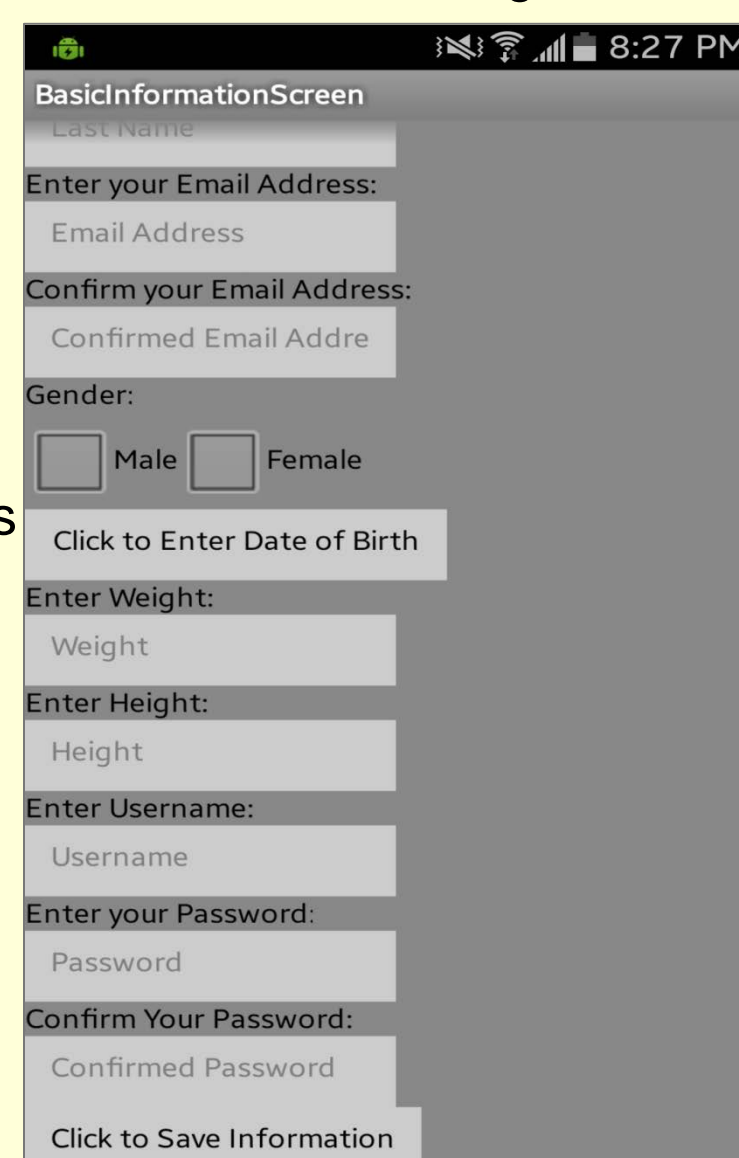 8:27 PM
BasicInformationScreen
Last Name
Enter your Email Address:
Email Address
Confirm your Email Address:
Confirmed Email Addre
Gender:
Male Female
s
Click to Enter Date of Birth
Enter Weight:
Weight
Enter Height:
Height
Enter Username:
Username
Enter your Password:
Password
Confirm Your Password:
Confirmed Password
Click to Save Information